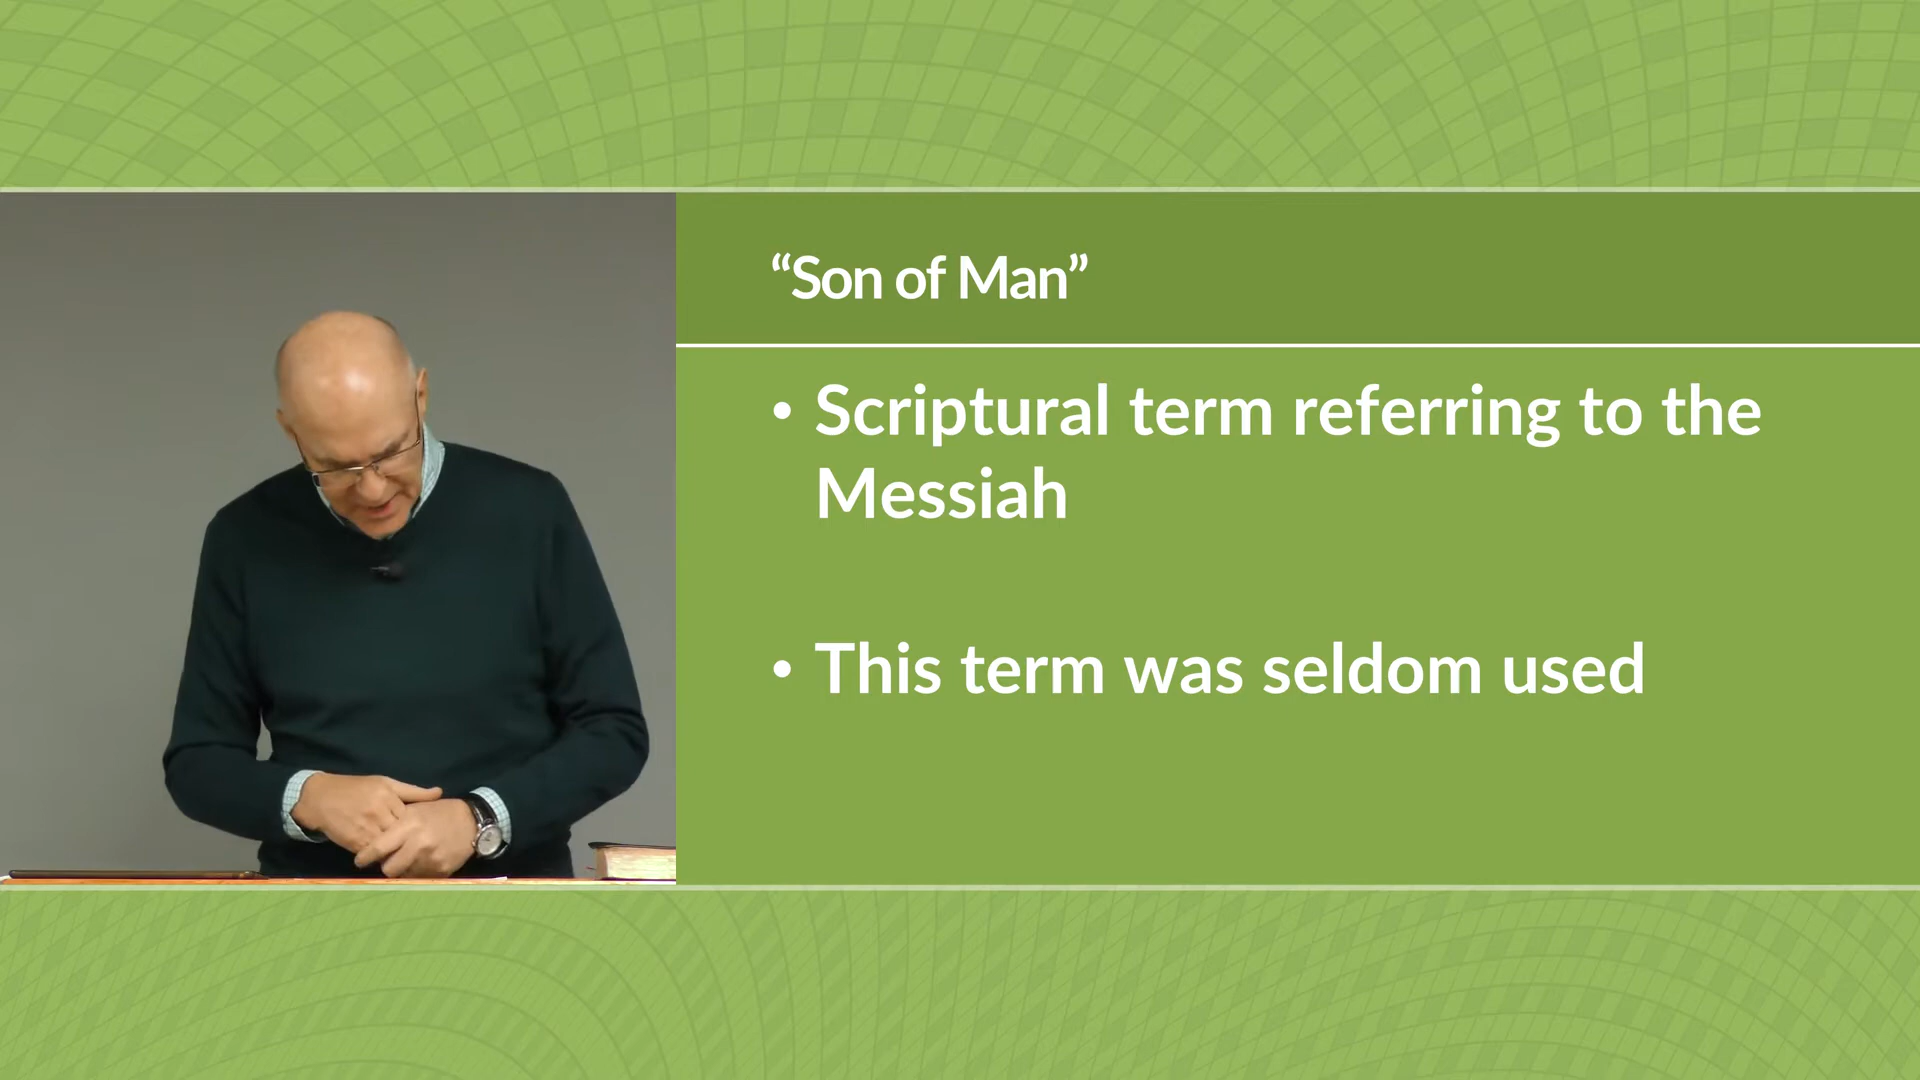 “Son of Man”
• Scriptural term referring to the
Messiah
• This term was seldom used